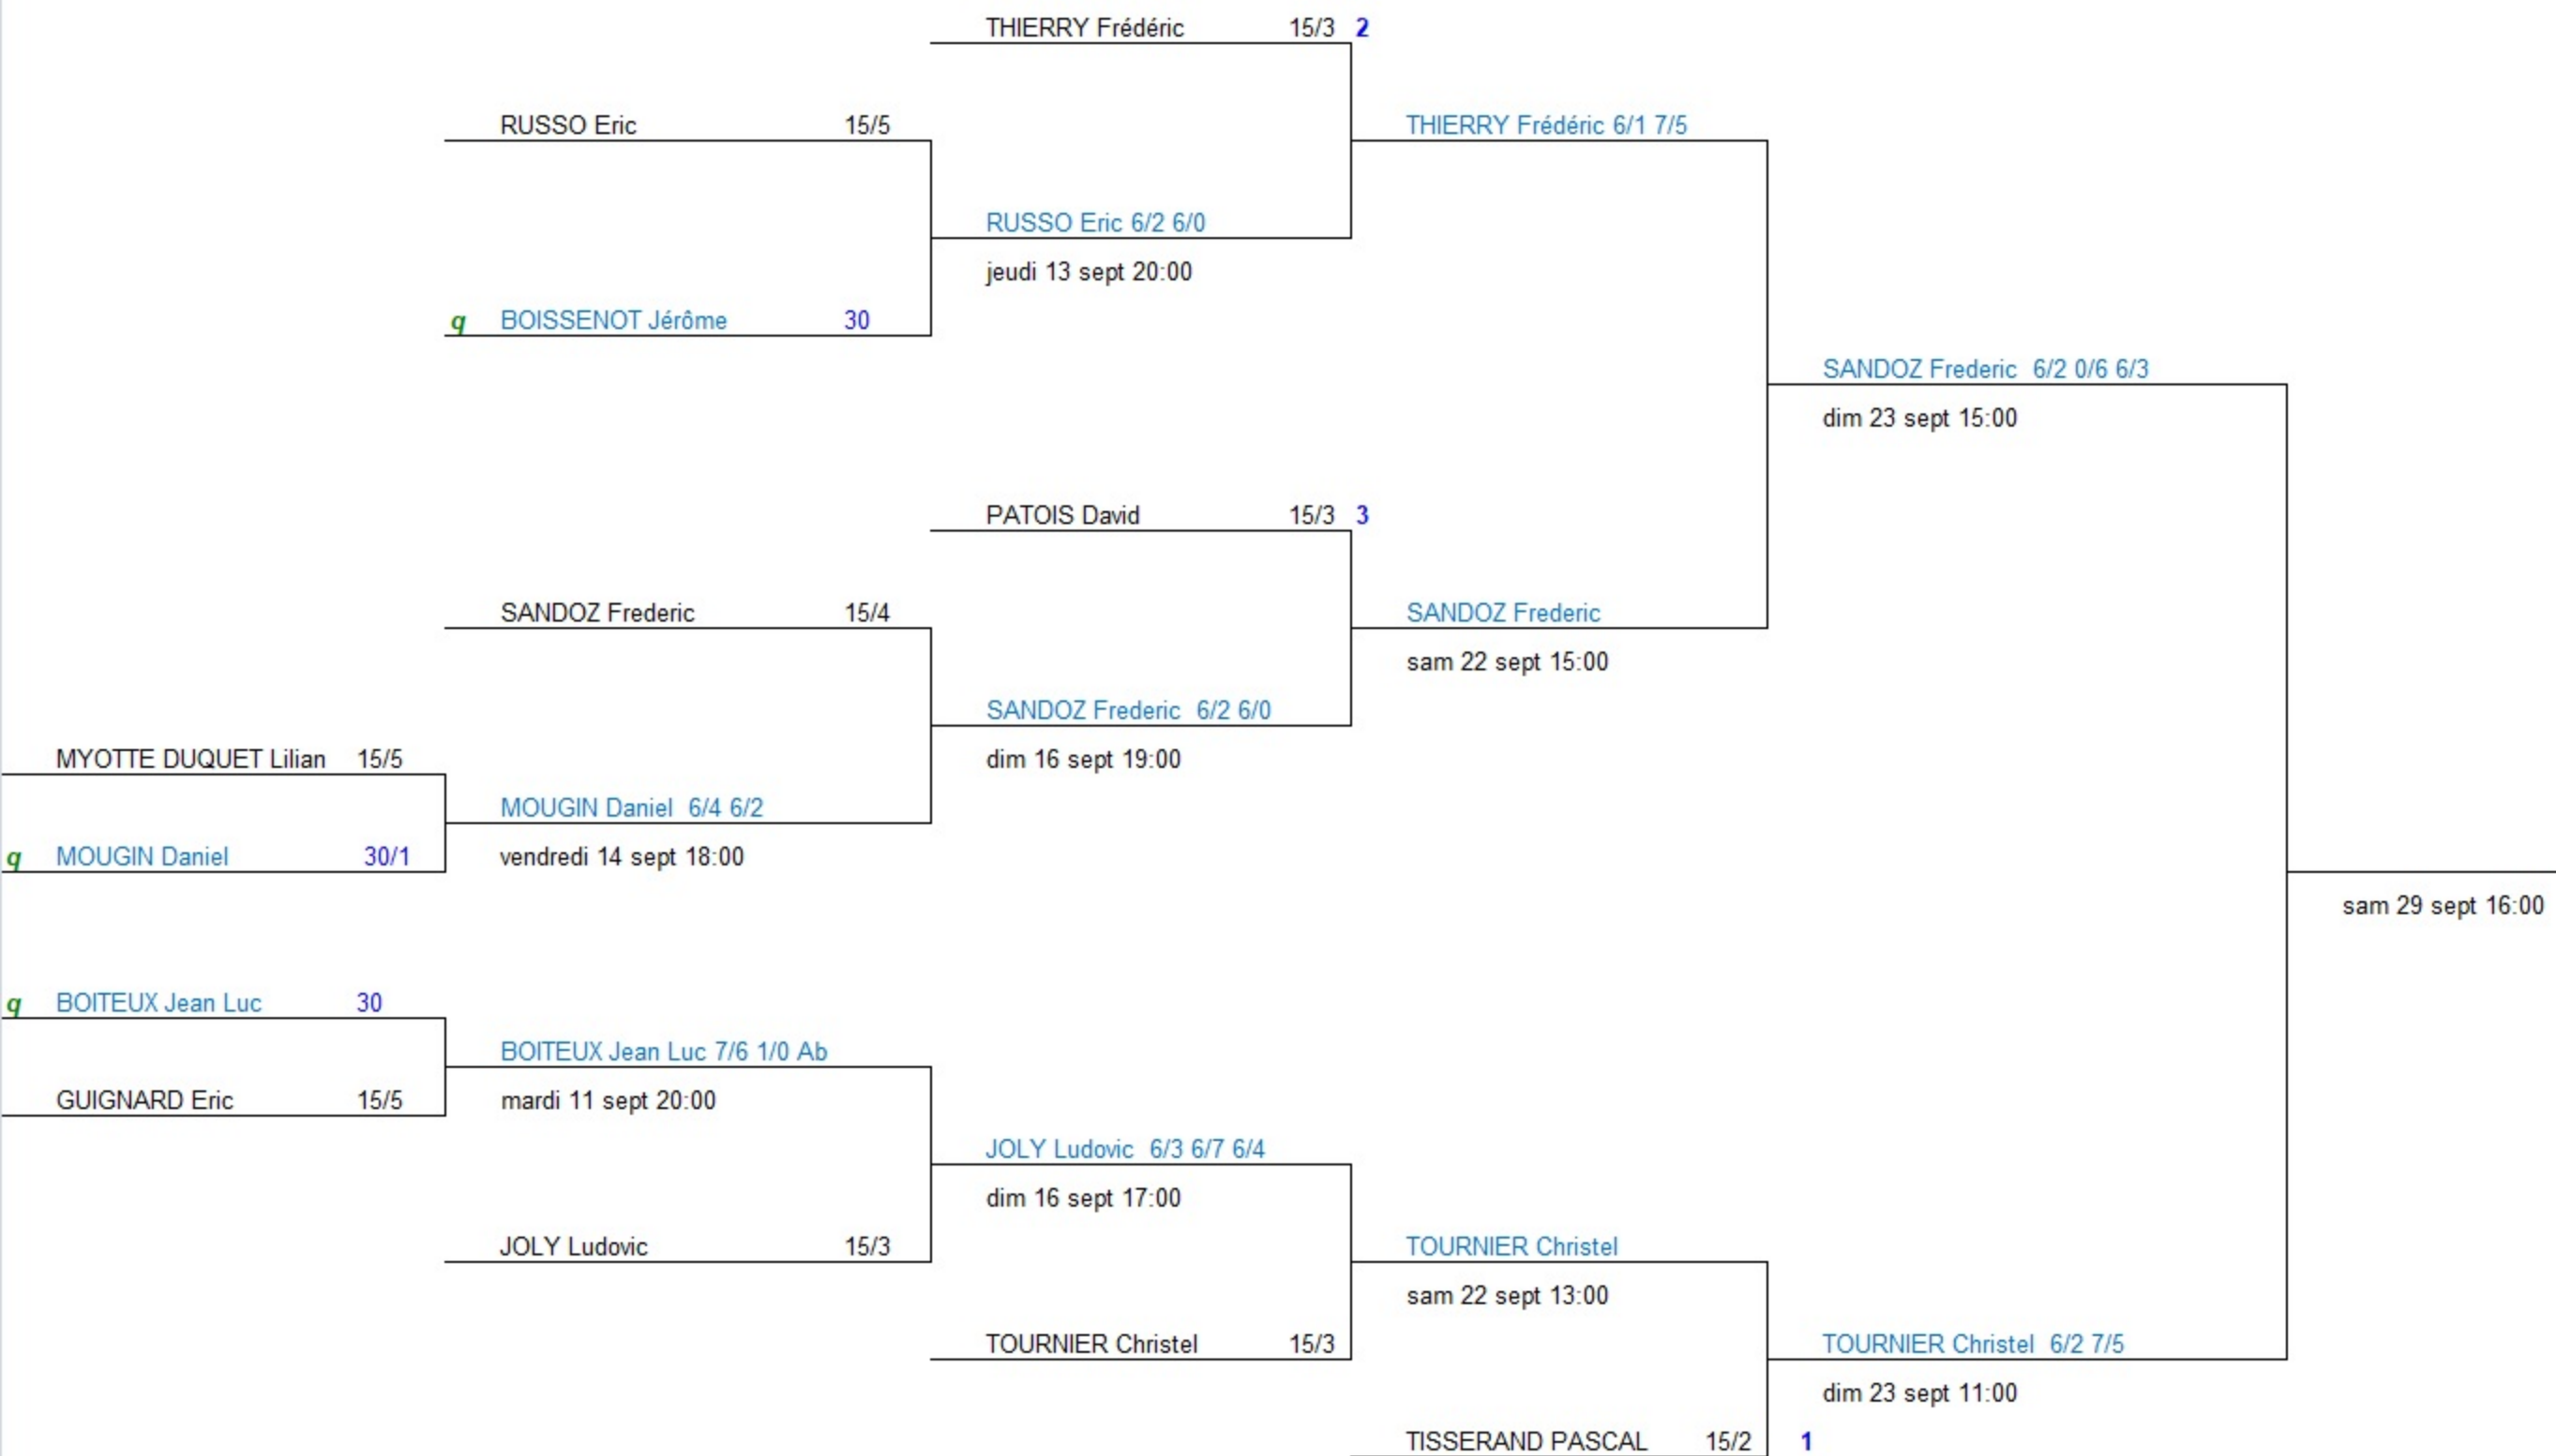 THIERRY Frédéric 15/3 2
RUSSO Eric 15/5
THIERRY Frédéric 6/1 7/5
RUSSO Eric 6/2 6/0
jeudi 13 sept 20:00
q BOISSENOT Jérôme 30
SANDOZ Frederic 6/2 0/6 6/3
dim 23 sept 15:00
PATOIS David 15/3 3
SANDOZ Frederic 15/4
SANDOZ Frederic
sam 22 sept 15:00
SANDOZ Frederic 6/2 6/0
dim 16 sept 19:00
MYOTTE DUQUET Lilian 15/5
MOUGIN Daniel 6/4 6/2
q MOUGIN Daniel 30/1
vendredi 14 sept 18:00
sam 29 sept 16:00
q BOITEUX Jean Luc 30
BOITEUX Jean Luc 7/6 1/0 Ab
GUIGNARD Eric 15/5
mardi 11 sept 20:00
JOLY Ludovic 6/3 6/7 6/4
dim 16 sept 17:00
JOLY Ludovic 15/3
TOURNIER Christel
sam 22 sept 13:00
TOURNIER Christel 15/3
TOURNIER Christel 6/2 7/5
dim 23 sept 11:00
TISSERAND PASCAL 15/2 1